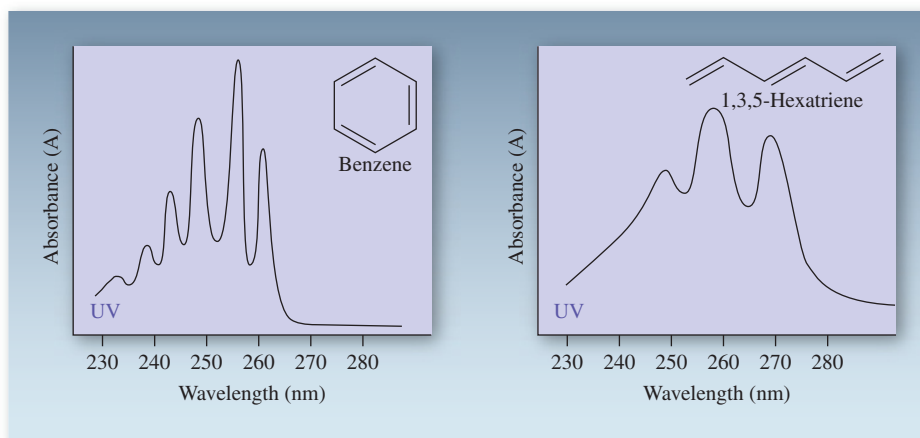 Absorbance (A)
Benzene
UV
230 240 250 260 270 280
Wavelength (nm)
Absorbance (A)
1,3,5-Hexatriene
UV
230 240 250 260 270 280
Wavelength (nm)